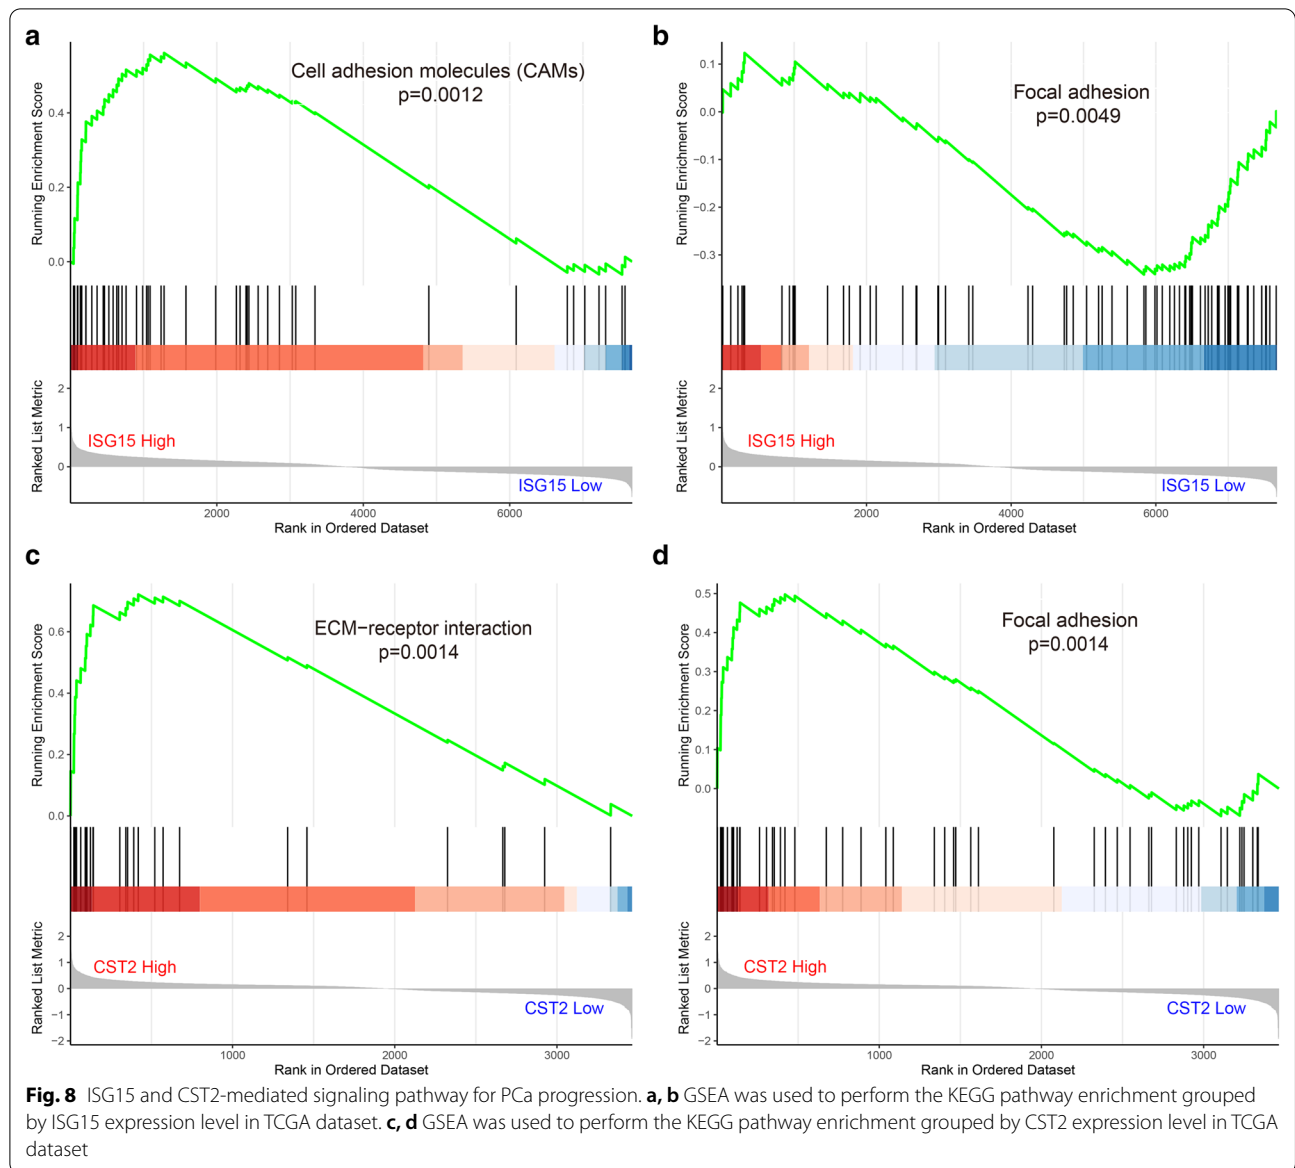 a
Cell adhesion molecules (CAMs)
p=0.0012
Running Enrichment Score
0.4
0.2
0.0
Ranked List Metric
2
1
0
ISG15 High
ISG15 Low
2000 4000 6000
Rank in Ordered Dataset
b
Focal adhesion
p=0.0049
Running Enrichment Score
0.1
0.0
−0.1
−0.2
−0.3
Ranked List Metric
2
1
0
ISG15 High
ISG15 Low
2000 4000 6000
Rank in Ordered Dataset
c
ECM−receptor interaction
p=0.0014
Running Enrichment Score
0.6
0.4
0.2
0.0
Ranked List Metric
2
1
0
−1
−2
CST2 High
CST2 Low
1000 2000 3000
Rank in Ordered Dataset
d
Focal adhesion
p=0.0014
Running Enrichment Score
0.5
0.4
0.3
0.2
0.1
0.0
Ranked List Metric
2
1
0
−1
−2
CST2 High
CST2 Low
1000 2000 3000
Rank in Ordered Dataset
Fig. 8 ISG15 and CST2-mediated signaling pathway for PCa progression. a, b GSEA was used to perform the KEGG pathway enrichment grouped
by ISG15 expression level in TCGA dataset. c, d GSEA was used to perform the KEGG pathway enrichment grouped by CST2 expression level in TCGA
dataset